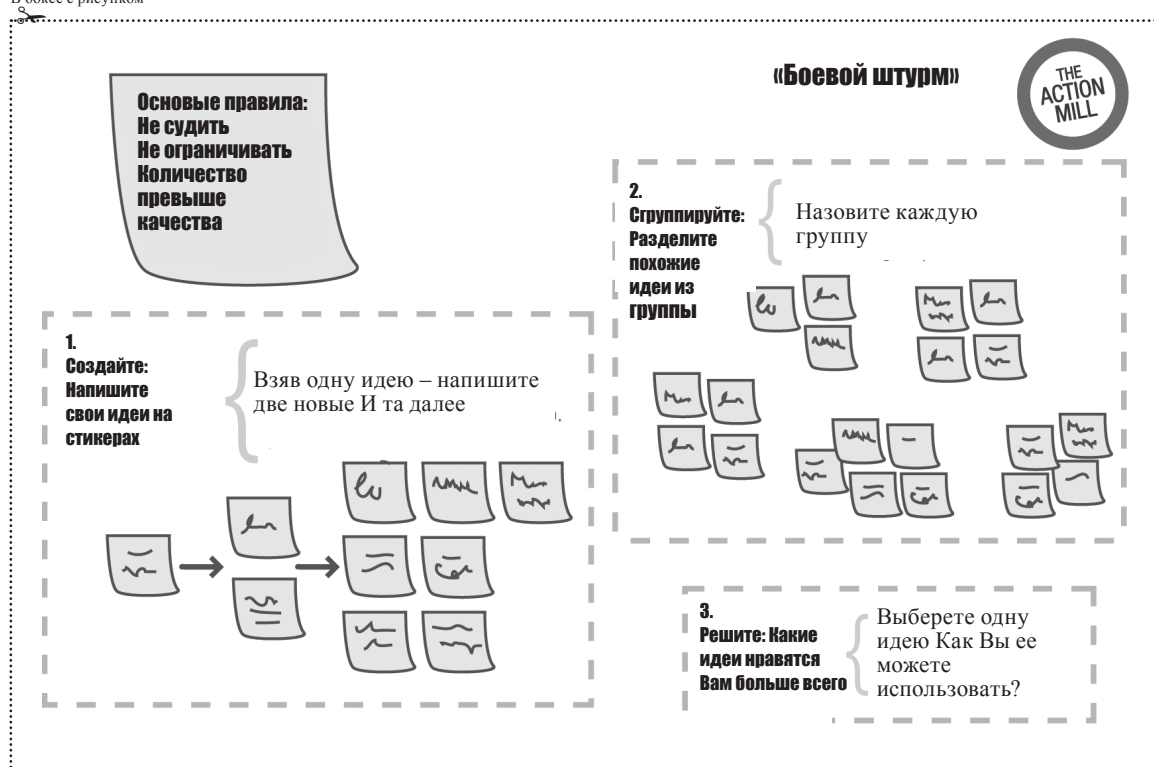 В боксе с рисунком
«Боевой штурм»
THE
ACTION
MILL
Основые правила:
Не судить
Не ограничивать
Количество
превыше
качества
1.
Создайте:
Напишите
свои идеи на
стикерах
Взяв одну идею – напишите
две новые И та далее
2.
Сгруппируйте:
Разделите
похожие
идеи из
группы
Назовите каждую
группу
3.
Решите: Какие
идеи нравятся
Вам больше всего
Выберете одну
идею Как Вы ее
можете
использовать?